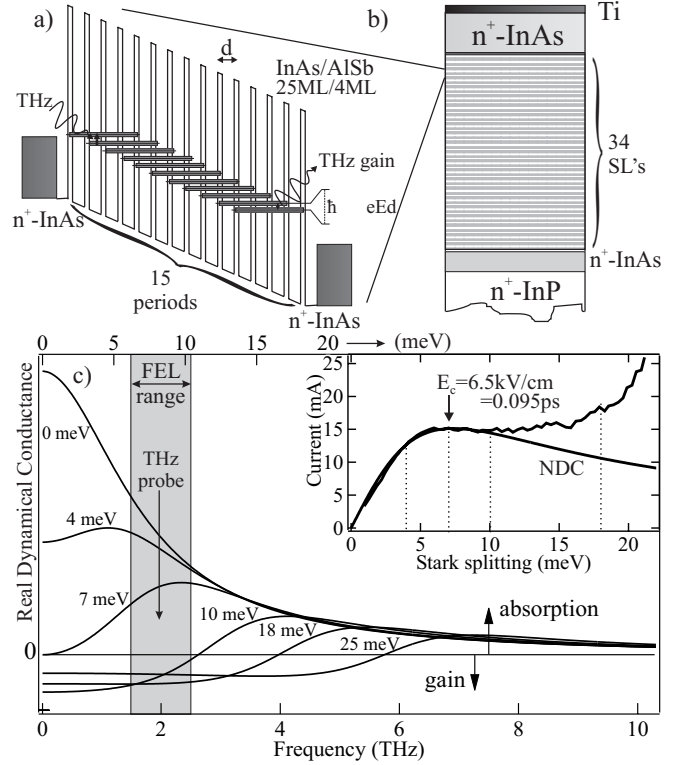 a)
d
InAs/AlSb
25ML/4ML
THz
THz gain
ħ
eEd
n⁺-InAs
15
periods
n⁺-InAs
b)
Ti
n⁺-InAs
34
SL's
n⁺-InAs
n⁺-InP
0 5 10 15 20 (meV)
c)
FEL
range
0 meV
THz
probe
4 meV
7 meV
10 meV
18 meV
25 meV
absorption
gain
Real Dynamical Conductance
0
0 2 4 6 8 10
Frequency (THz)
Current (mA)
25
20
15
10
5
0
E_c=6.5kV/cm
=0.095ps
NDC
0 5 10 15 20
Stark splitting (meV)